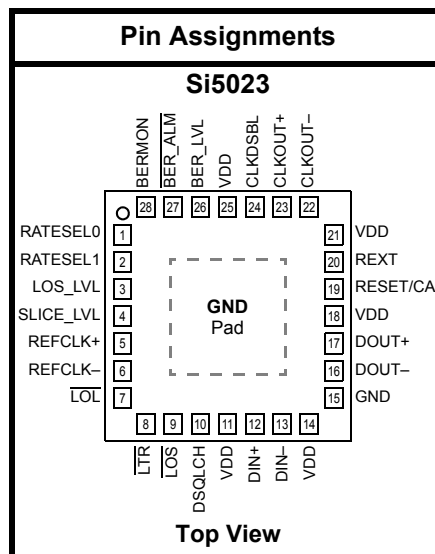 Pin Assignments
Si5023
BERMON
BER_ALM
BER_LVL
VDD
CLKDSBL
CLKOUT+
CLKOUT–
28 27 26 25 24 23 22
RATESEL0 1
RATESEL1 2
LOS_LVL 3
SLICE_LVL 4
REFCLK+ 5
REFCLK– 6
LOL 7
GND
Pad
21 VDD
20 REXT
19 RESET/CA
18 VDD
17 DOUT+
16 DOUT–
15 GND
8 9 10 11 12 13 14
LTR
LOS
DSQLCH
VDD
DIN+
DIN–
VDD
Top View